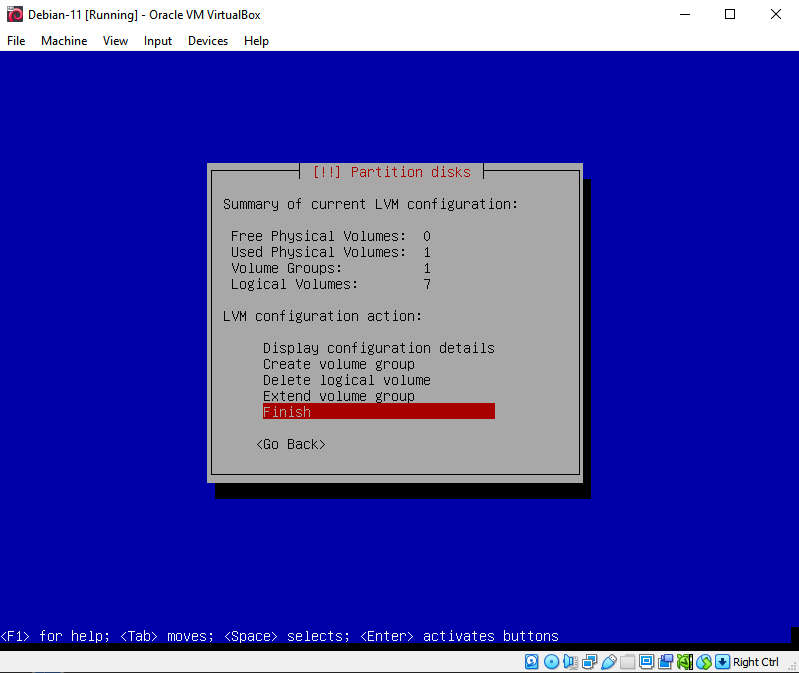 Debian-11 [Running] - Oracle VM VirtualBox
File Machine View Input Devices Help
[!!] Partition disks
Summary of current LVM configuration:
Free Physical Volumes: 0
Used Physical Volumes: 1
Volume Groups: 1
Logical Volumes: 7
LVM configuration action:
Display configuration details
Create volume group
Delete logical volume
Extend volume group
Finish
<Go Back>
<F1> for help; <Tab> moves; <Space> selects; <Enter> activates buttons
Right Ctrl